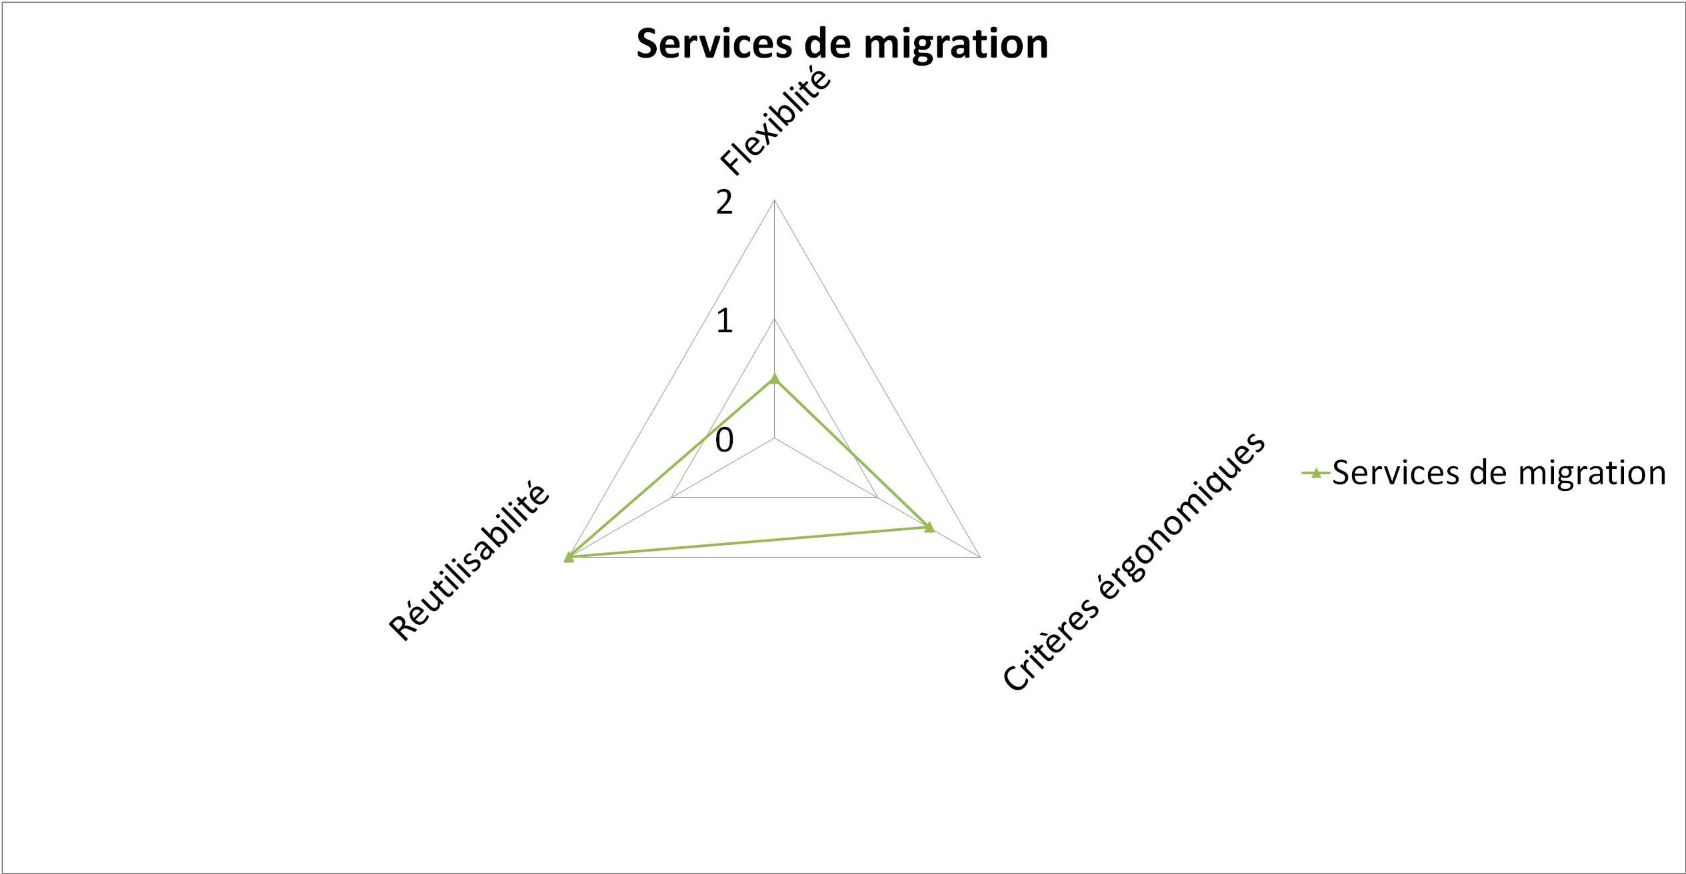 Services de migration
Flexiblité
2
1
0
Réutilisabilité
Critères érgonomiques
Services de migration